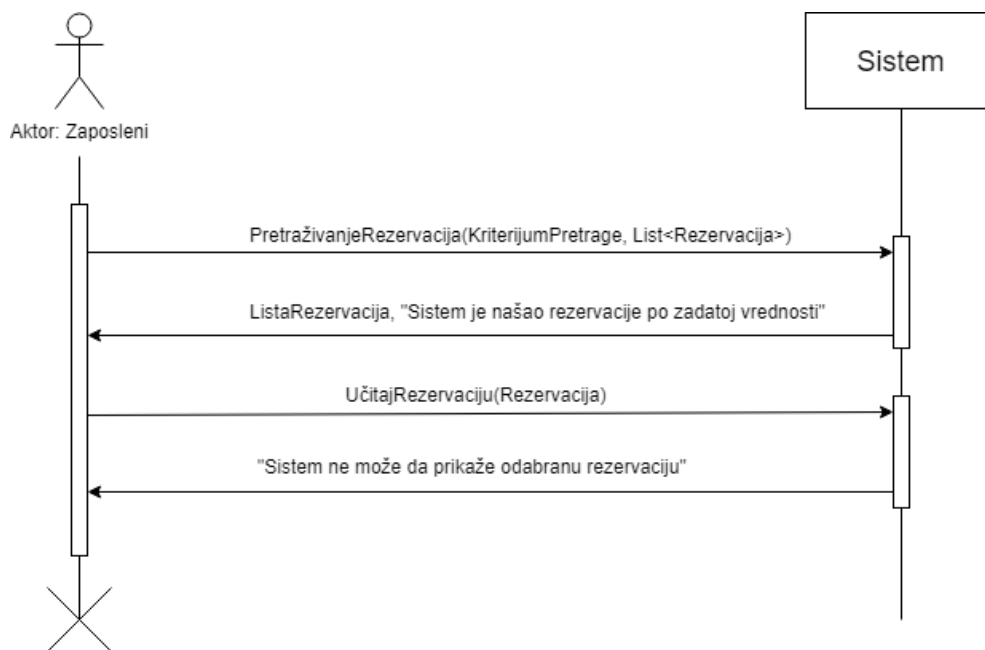 Sistem
Aktor: Zaposleni
PretraživanjeRezervacija(KriterijumPretrage, List<Rezervacija>)
ListaRezervacija, "Sistem je našao rezervacije po zadatoj vrednosti"
UčitajRezervaciju(Rezervacija)
"Sistem ne može da prikaže odabranu rezervaciju"